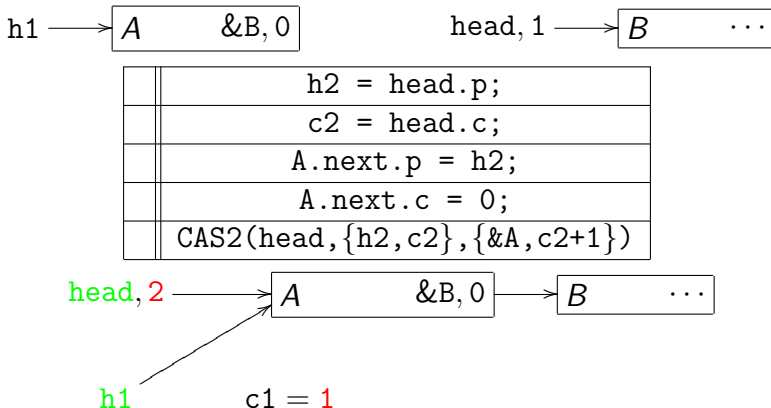 h1 A &B, 0 head, 1 B ···
h2 = head.p;
c2 = head.c;
A.next.p = h2;
A.next.c = 0;
CAS2(head,{h2,c2},{&A,c2+1})
head, 2 A &B, 0 B ···
h1 c1 = 1